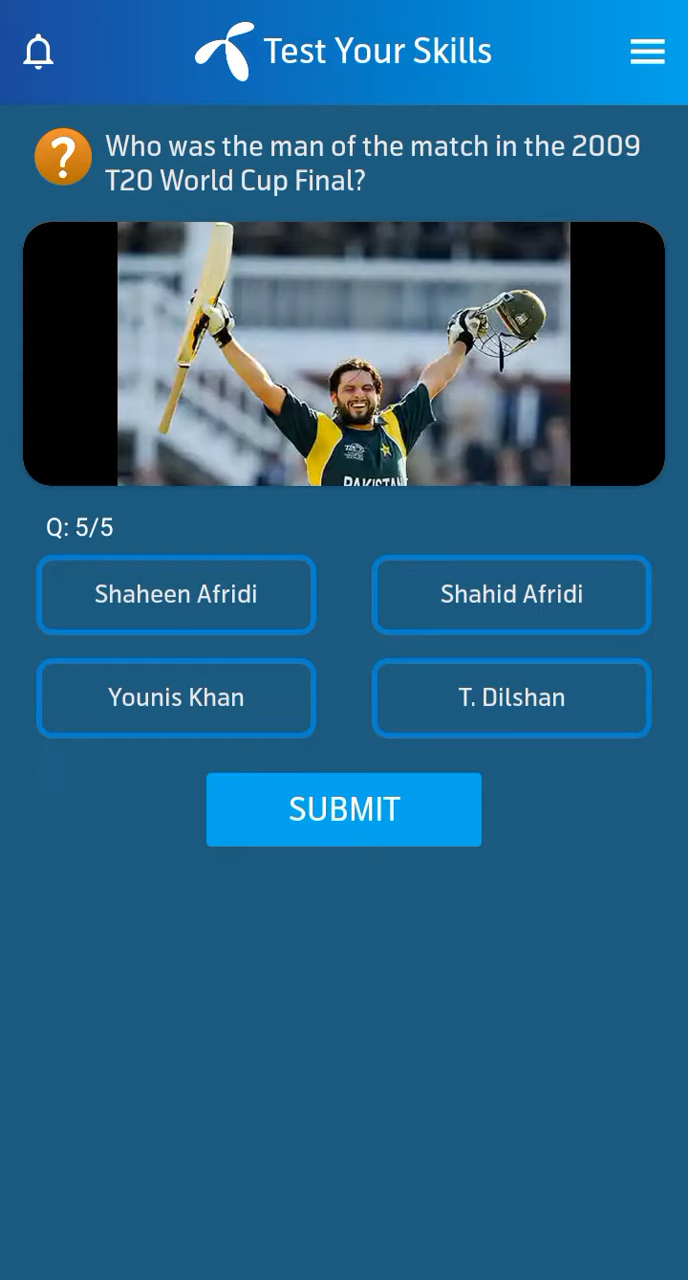 Test Your Skills
?
Who was the man of the match in the 2009
T20 World Cup Final?
PAKISTAN
Q: 5/5
Shaheen Afridi
Shahid Afridi
Younis Khan
T. Dilshan
SUBMIT